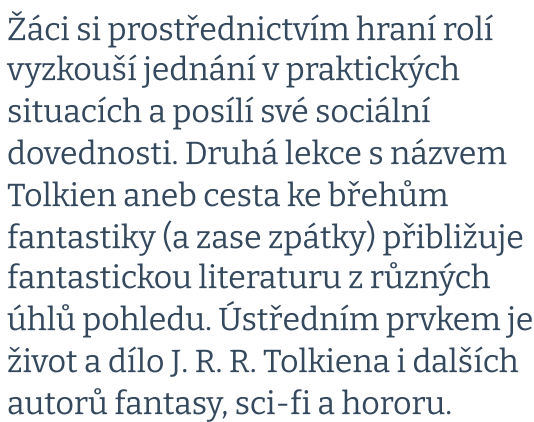 Žáci si prostřednictvím hraní rolí
vyzkouší jednání v praktických
situacích a posílí své sociální
dovednosti. Druhá lekce s názvem
Tolkien aneb cesta ke břehům
fantastiky (a zase zpátky) přibližuje
fantastickou literaturu z různých
úhlů pohledu. Ústředním prvkem je
život a dílo J. R. R. Tolkiena i dalších
autorů fantasy, sci-fi a hororu.